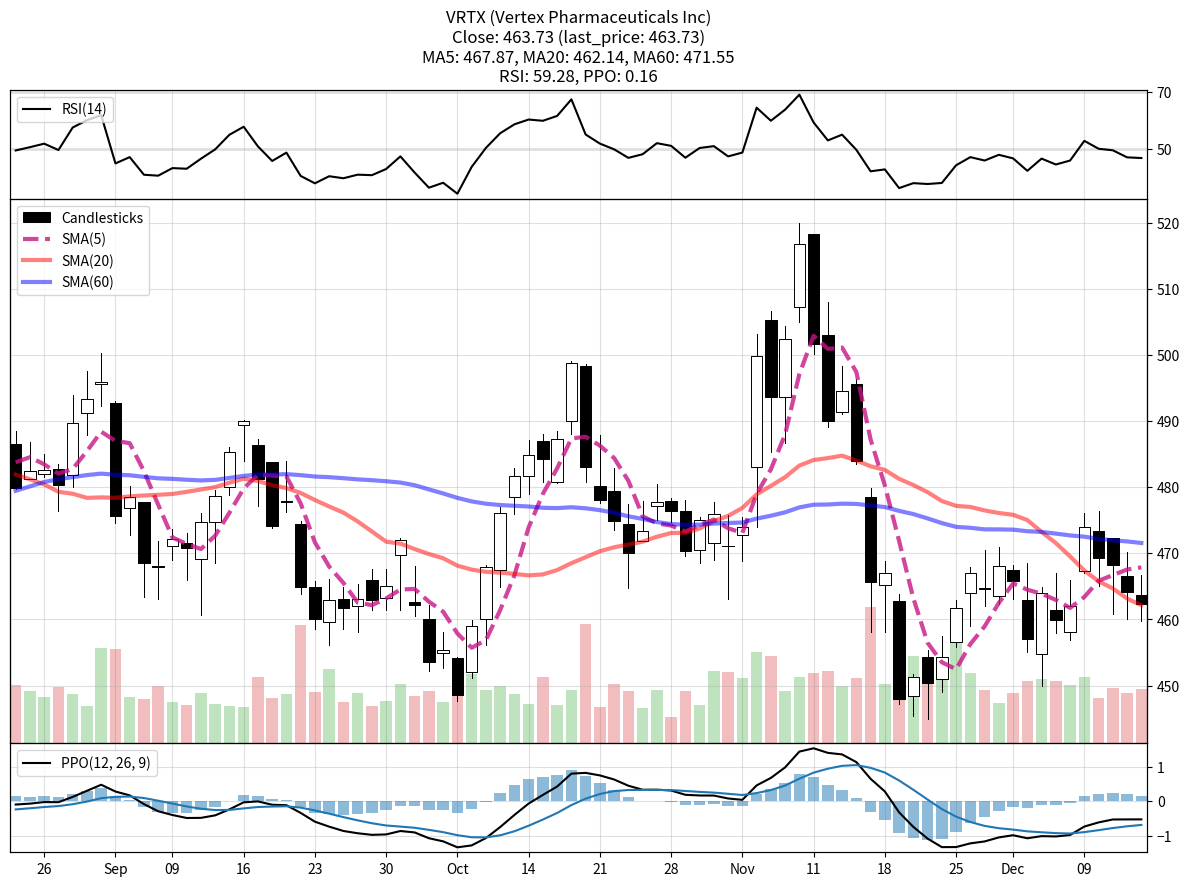 VRTX (Vertex Pharmaceuticals Inc)
Close: 463.73 (last_price: 463.73)
MA5: 467.87, MA20: 462.14, MA60: 471.55
RSI: 59.28, PPO: 0.16
RSI(14)
70
50
Candlesticks
SMA(5)
SMA(20)
SMA(60)
520
510
500
490
480
470
460
450
PPO(12, 26, 9)
1
0
−1
26 Sep 09 16 23 30 Oct 14 21 28 Nov 11 18 25 Dec 09